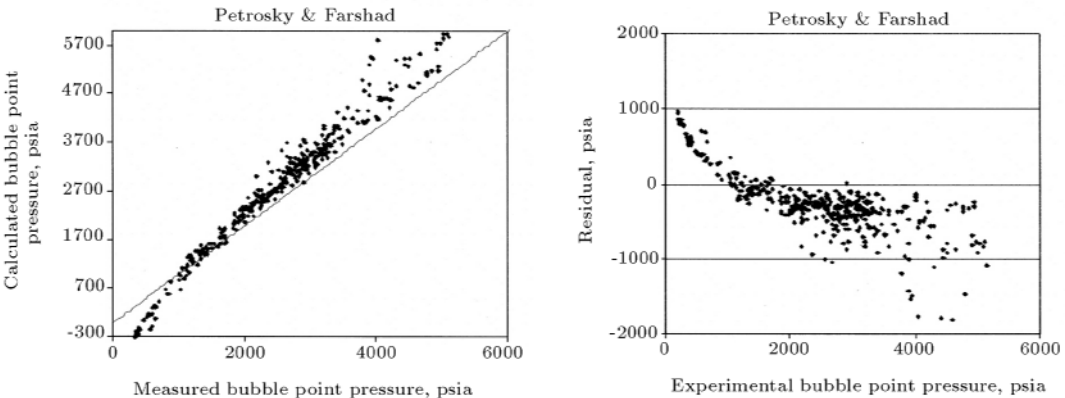 Petrosky & Farshad
5700
4700
3700
2700
1700
700
-300
0
2000
4000
6000
Calculated bubble point
pressure, psia
Measured bubble point pressure, psia
Petrosky & Farshad
2000
1000
0
-1000
-2000
0
2000
4000
6000
Residual, psia
Experimental bubble point pressure, psia